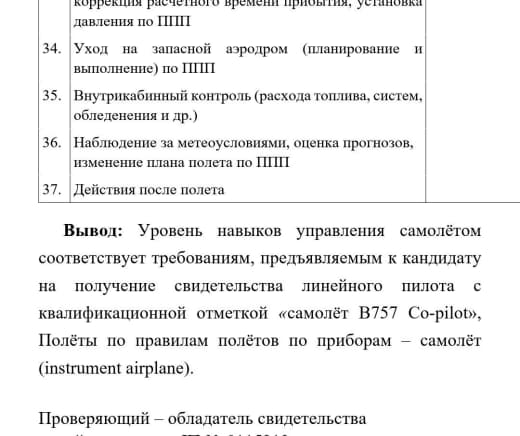 коррекция расчетного времени прибытия, установка
давления по ППП
34. Уход на запасной аэродром (планирование и
выполнение) по ППП
35. Внутрикабинный контроль (расхода топлива, систем,
обледенения и др.)
36. Наблюдение за метеоусловиями, оценка прогнозов,
изменение плана полета по ППП
37. Действия после полета
Вывод: Уровень навыков управления самолётом
соответствует требованиям, предъявляемым к кандидату
на получение свидетельства линейного пилота с
квалификационной отметкой «самолёт В757 Co-pilot»,
Полёты по правилам полётов по приборам – самолёт
(instrument airplane).
Проверяющий – обладатель свидетельства